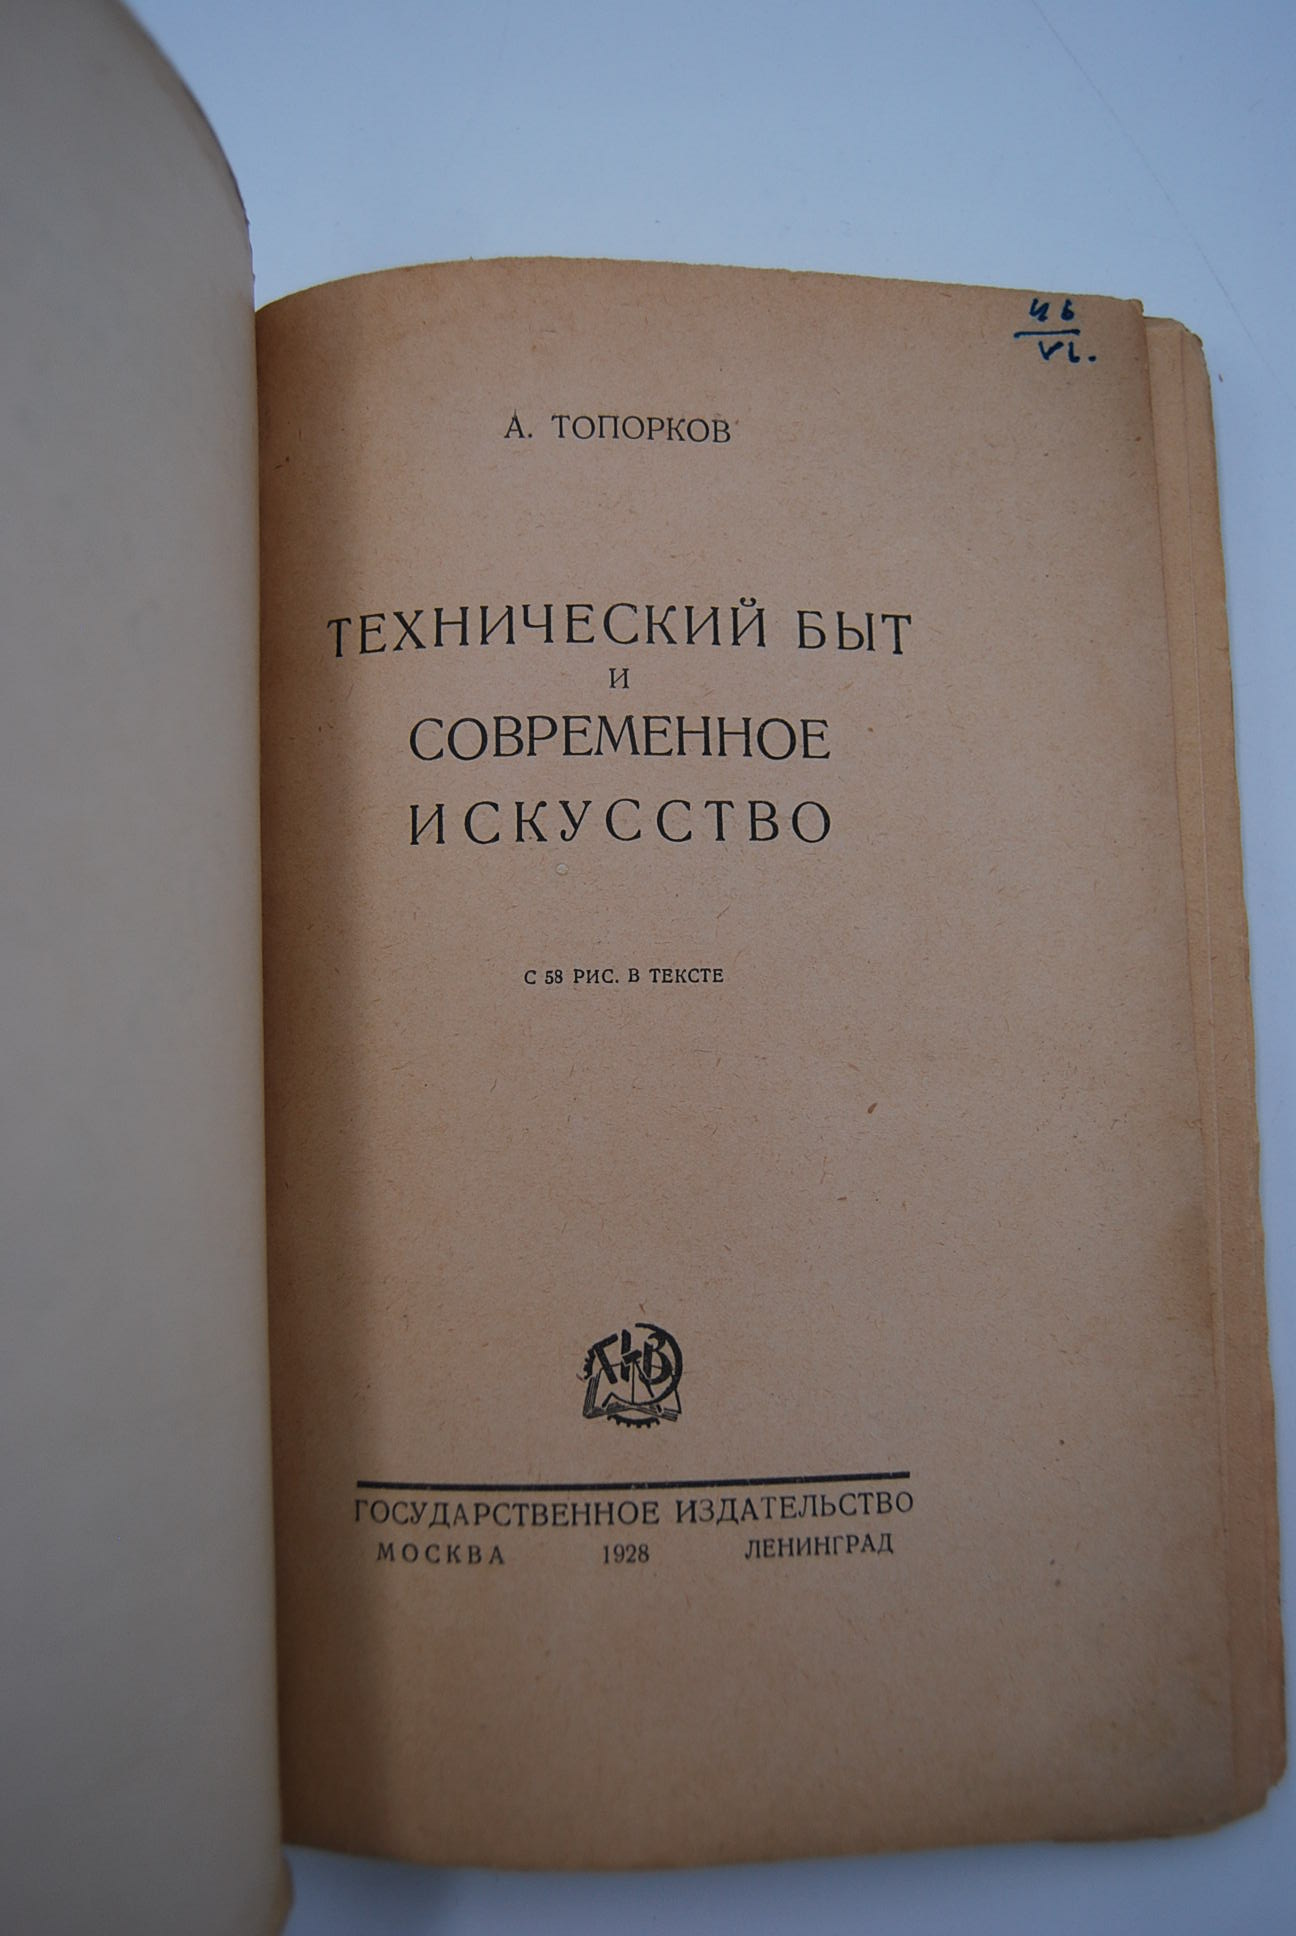 А. ТОПОРКОВ
ТЕХНИЧЕСКИЙ БЫТ
И
СОВРЕМЕННОЕ
ИСКУССТВО
С 58 РИС. В ТЕКСТЕ
ГОСУДАРСТВЕННОЕ ИЗДАТЕЛЬСТВО
МОСКВА 1928 ЛЕНИНГРАД